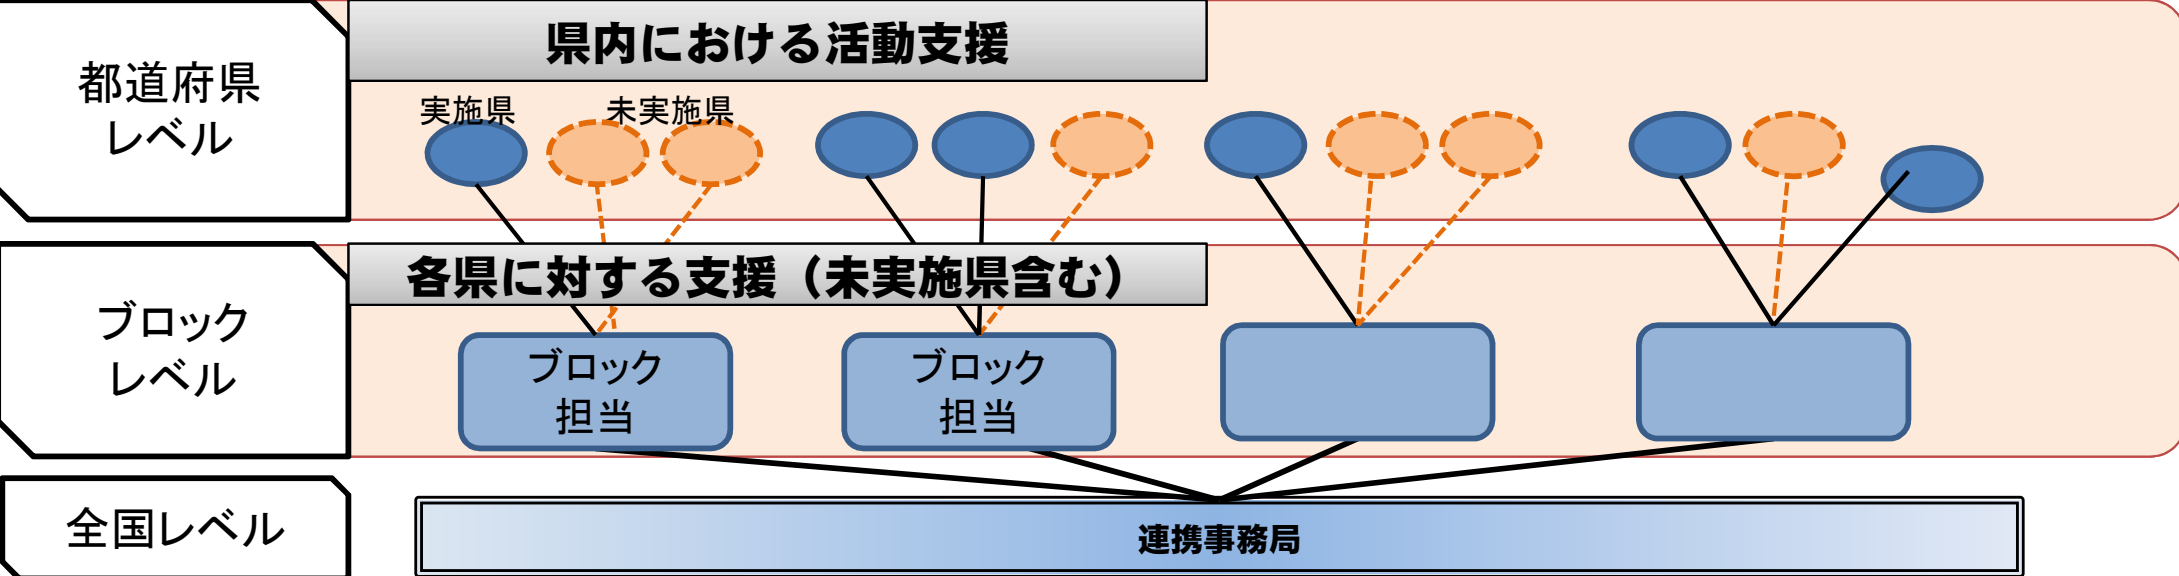 県内における活動支援
都道府県
レベル
実施県
未実施県
各県に対する支援（未実施県含む）
ブロック
レベル
ブロック
担当
ブロック
担当
全国レベル
連携事務局